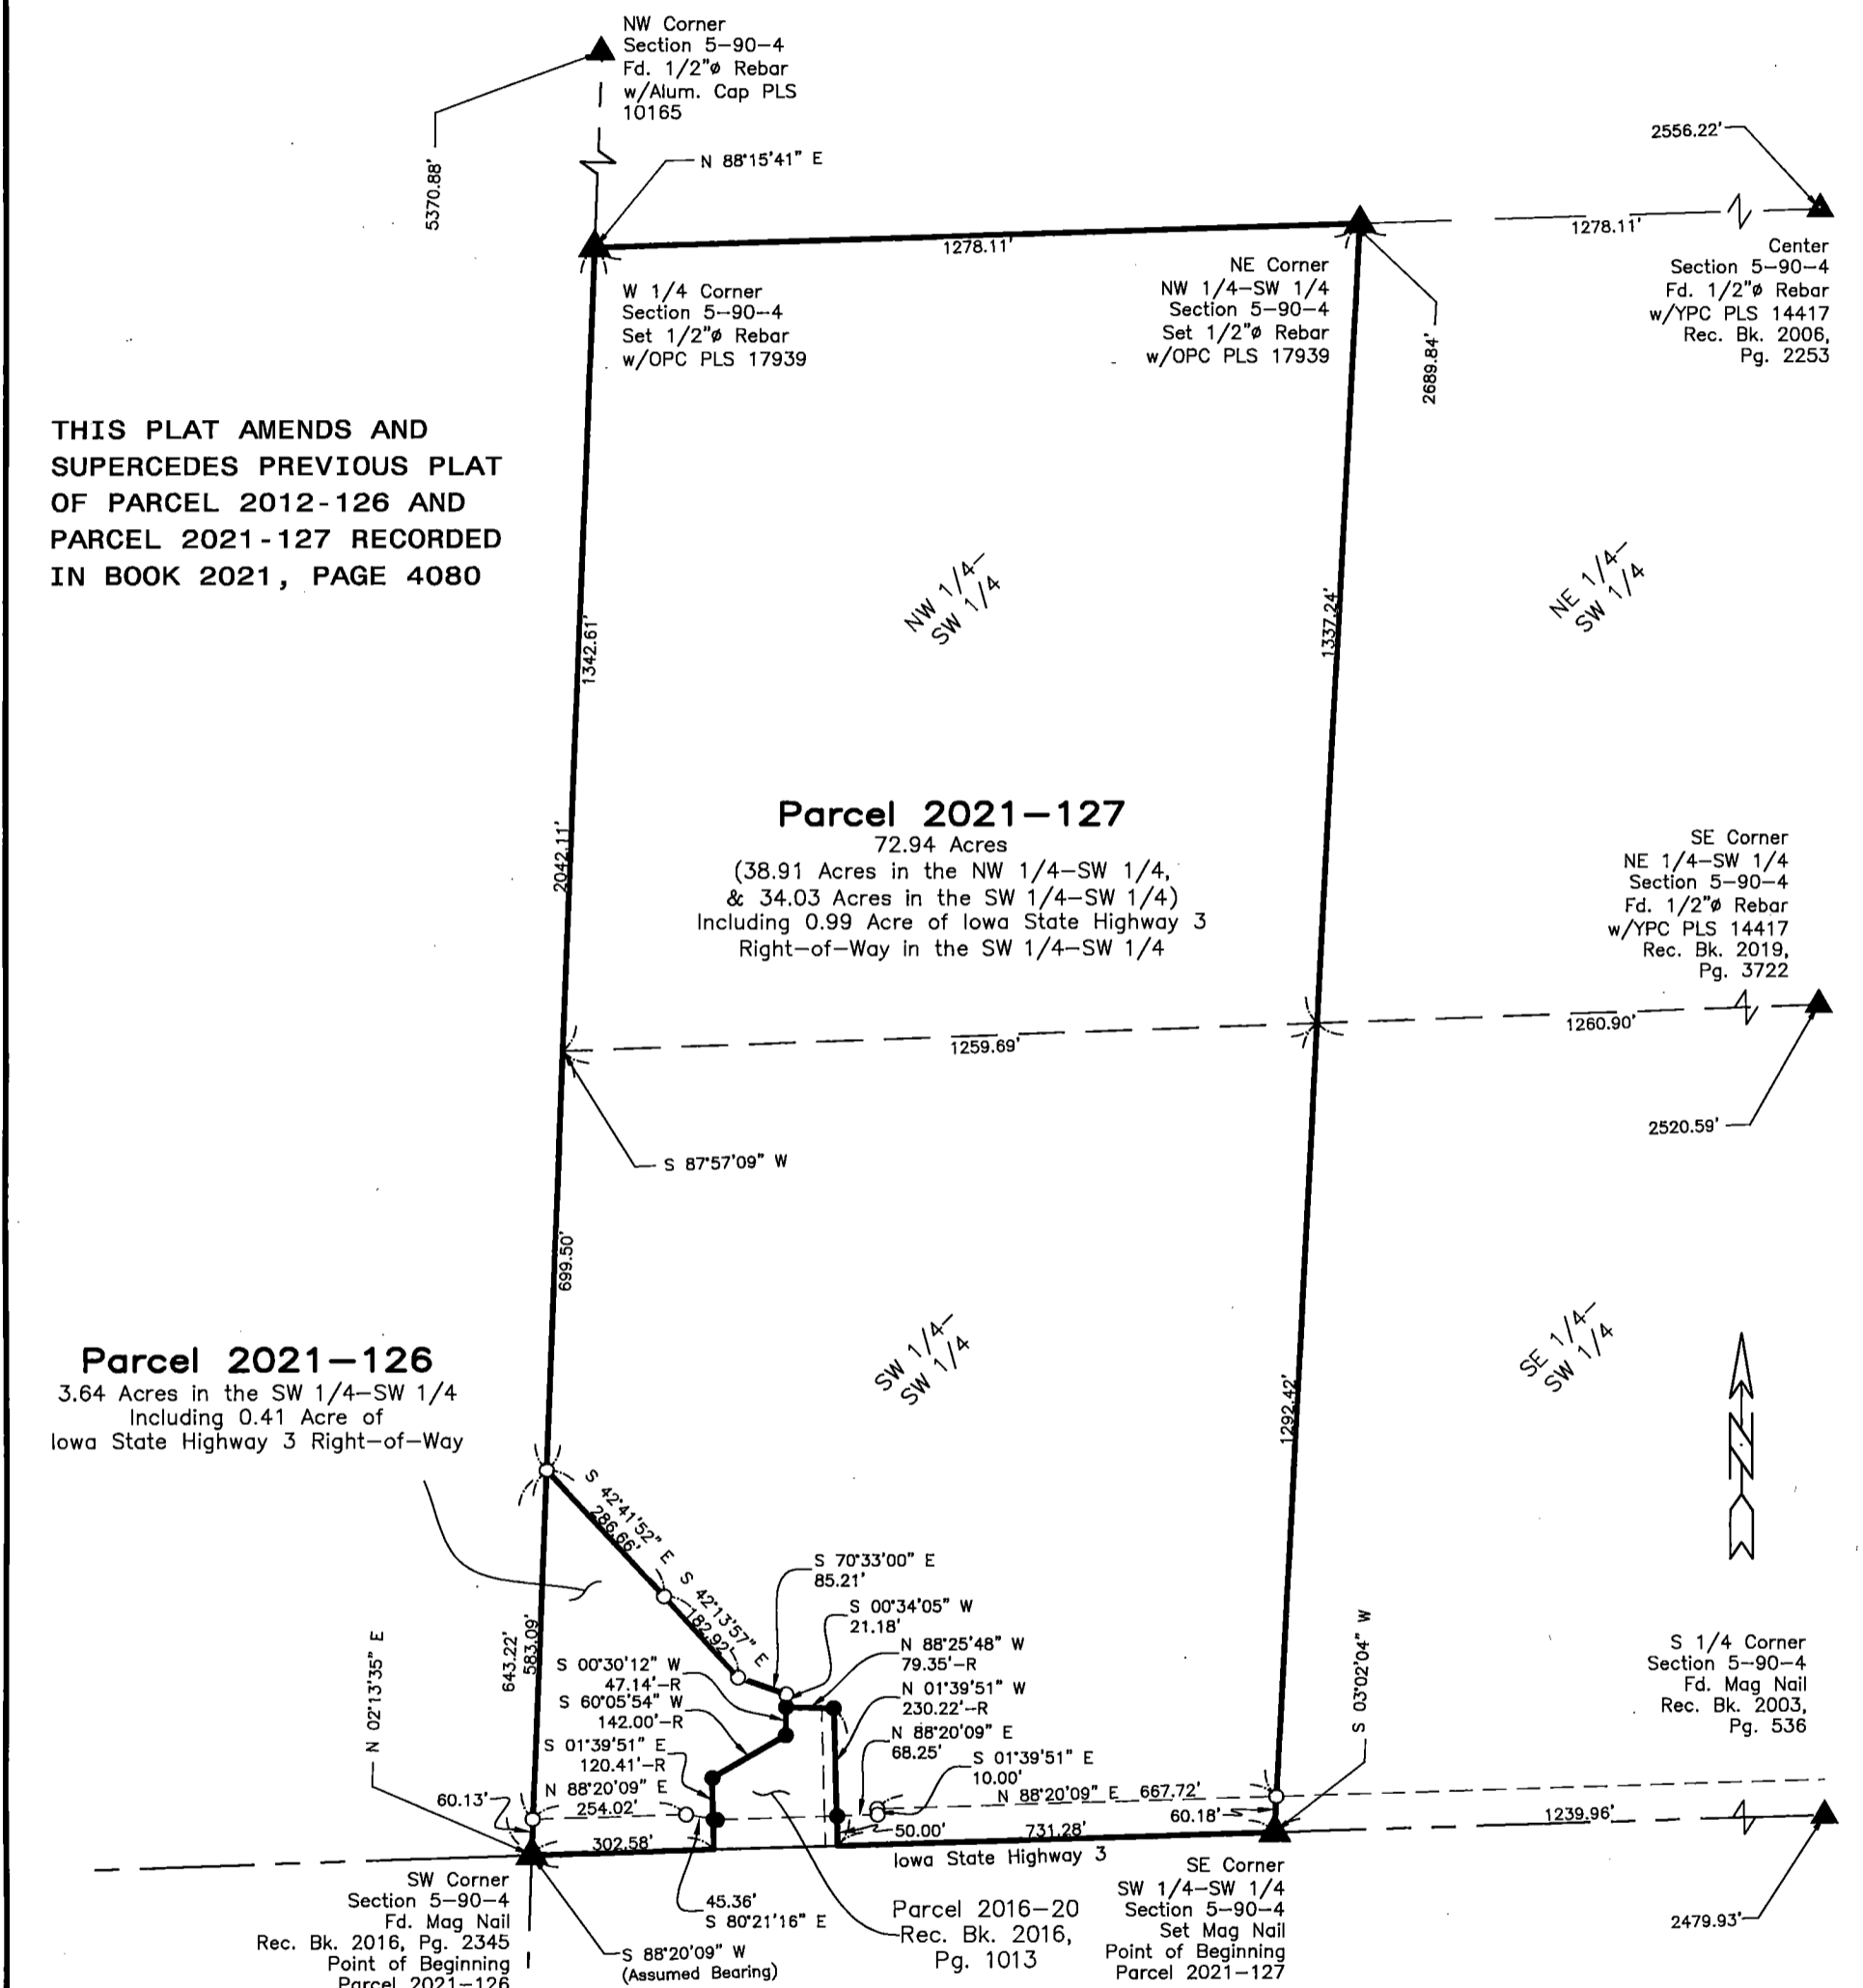 NW Corner
Section 5-90-4
Fd. 1/2"ø Rebar
w/Alum. Cap PLS
10165
5370.88'
N 88°15'41" E
2556.22'
1278.11'
1278.11'
Center
Section 5-90-4
Fd. 1/2"ø Rebar
w/YPC PLS 14417
Rec. Bk. 2006,
Pg. 2253
W 1/4 Corner
Section 5-90-4
Set 1/2"ø Rebar
w/OPC PLS 17939
NE Corner
NW 1/4-SW 1/4
Section 5-90-4
Set 1/2"ø Rebar
w/OPC PLS 17939
2689.84'
THIS PLAT AMENDS AND
SUPERCEDES PREVIOUS PLAT
OF PARCEL 2012-126 AND
PARCEL 2021-127 RECORDED
IN BOOK 2021, PAGE 4080
NW 1/4-
SW 1/4
NE 1/4-
SW 1/4
1342.61'
1337.24'
2042.11'
Parcel 2021-127
72.94 Acres
(38.91 Acres in the NW 1/4-SW 1/4,
& 34.03 Acres in the SW 1/4-SW 1/4)
Including 0.99 Acre of Iowa State Highway 3
Right-of-Way in the SW 1/4-SW 1/4
SE Corner
NE 1/4-SW 1/4
Section 5-90-4
Fd. 1/2"ø Rebar
w/YPC PLS 14417
Rec. Bk. 2019,
Pg. 3722
1259.69'
1260.90'
2520.59'
S 87°57'09" W
699.50'
1292.42'
SW 1/4-
SW 1/4
SE 1/4-
SW 1/4
Parcel 2021-126
3.64 Acres in the SW 1/4-SW 1/4
Including 0.41 Acre of
Iowa State Highway 3 Right-of-Way
N
S 42°41'52" E
286.66'
S 42°13'57" E
182.92'
S 70°33'00" E
85.21'
S 00°34'05" W
21.18'
N 88°25'48" W
79.35'-R
N 01°39'51" W
230.22'-R
N 88°20'09" E
68.25'
S 01°39'51" E
10.00'
N 88°20'09" E 667.72'
S 00°30'12" W
47.14'-R
S 60°05'54" W
142.00'-R
S 01°39'51" E
120.41'-R
N 88°20'09" E
254.02'
643.22'
583.09'
N 02°13'35" E
60.13'
302.58'
S 03°02'04" W
60.18'
50.00'
731.28'
1239.96'
Iowa State Highway 3
S 1/4 Corner
Section 5-90-4
Fd. Mag Nail
Rec. Bk. 2003,
Pg. 536
2479.93'
SW Corner
Section 5-90-4
Fd. Mag Nail
Rec. Bk. 2016, Pg. 2345
Point of Beginning
Parcel 2021-126
45.36'
S 80°21'16" E
S 88°20'09" W
(Assumed Bearing)
Parcel 2016-20
Rec. Bk. 2016,
Pg. 1013
SE Corner
SW 1/4-SW 1/4
Section 5-90-4
Set Mag Nail
Point of Beginning
Parcel 2021-127